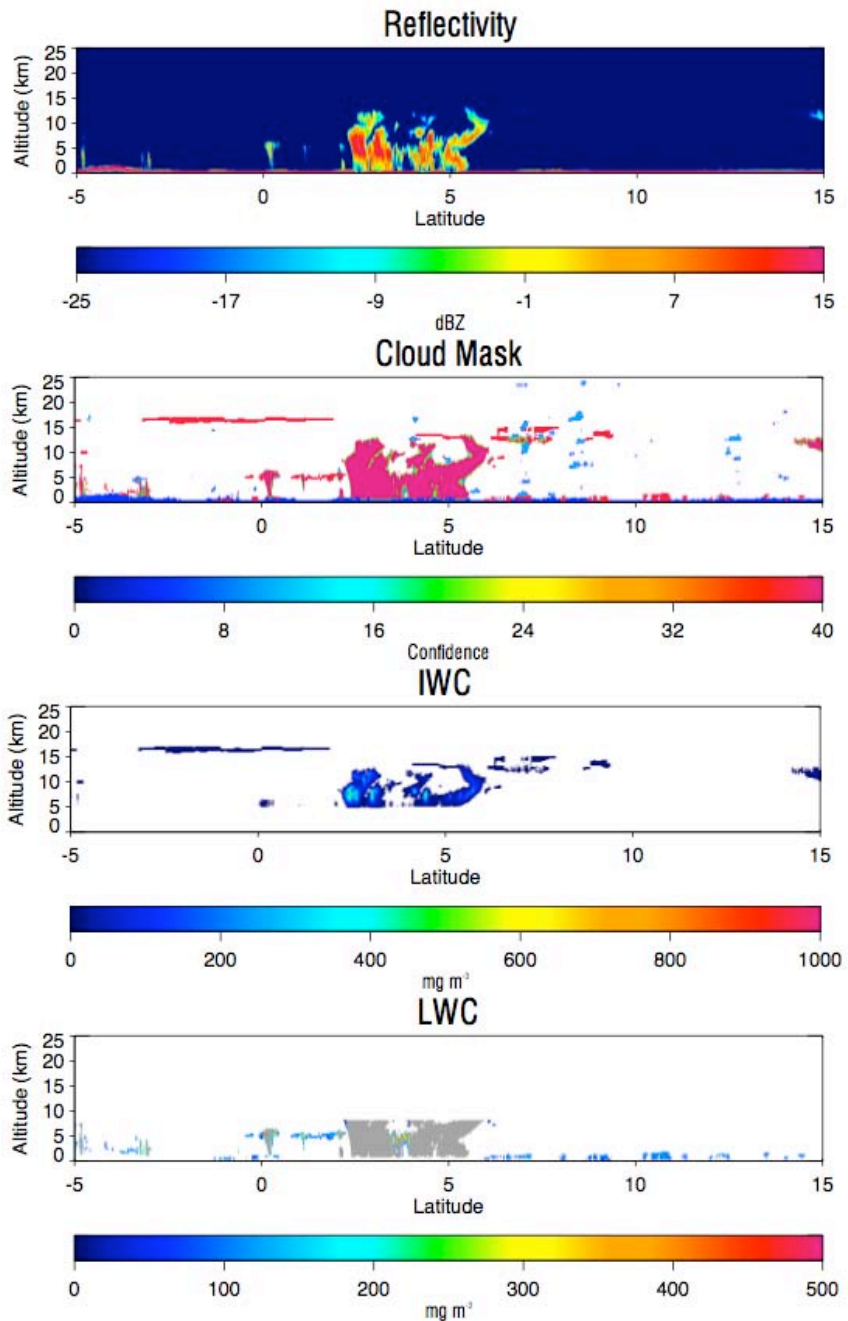 Reflectivity
Altitude (km)
25
20
15
10
5
0
-5 0 5 10 15
Latitude
-25 -17 -9 -1 7 15
dBZ
Cloud Mask
Altitude (km)
25
20
15
10
5
0
-5 0 5 10 15
Latitude
0 8 16 24 32 40
Confidence
IWC
Altitude (km)
25
20
15
10
5
0
-5 0 5 10 15
Latitude
0 200 400 600 800 1000
mg m⁻³
LWC
Altitude (km)
25
20
15
10
5
0
-5 0 5 10 15
Latitude
0 100 200 300 400 500
mg m⁻³